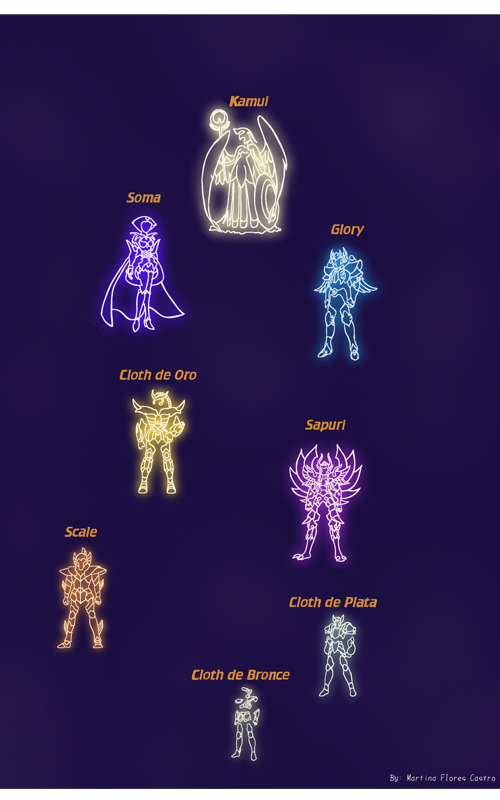 Kamui
Soma
Glory
Cloth de Oro
Sapuri
Scale
Cloth de Plata
Cloth de Bronce
By: Martina Flores Castro